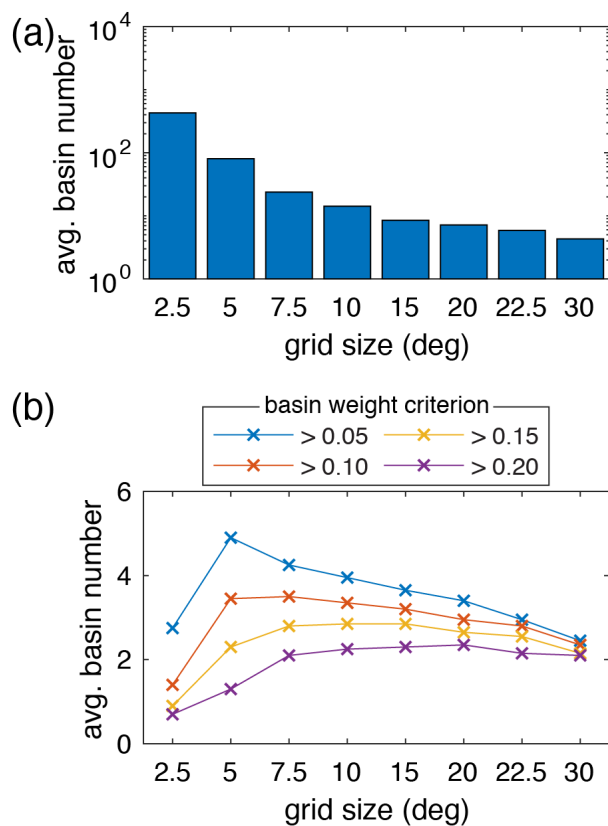 (a)
avg. basin number
10^4
10^2
10^0
2.5 5 7.5 10 15 20 22.5 30
grid size (deg)
(b)
basin weight criterion
> 0.05 > 0.15
> 0.10 > 0.20
avg. basin number
6
4
2
0
2.5 5 7.5 10 15 20 22.5 30
grid size (deg)